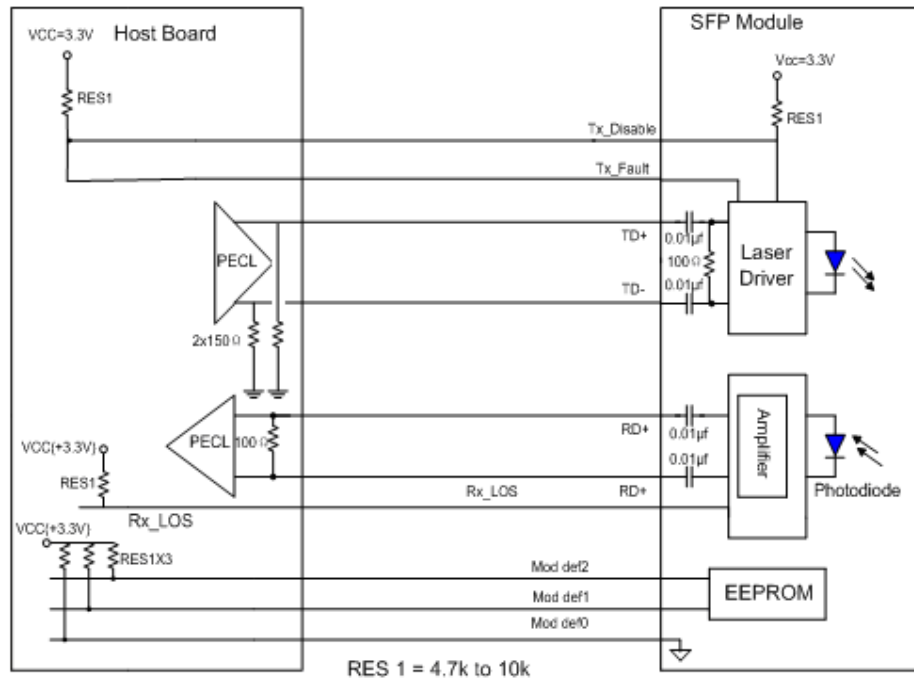 Host Board
SFP Module
VCC=3.3V
Vcc=3.3V
RES1
RES1
Tx_Disable
Tx_Fault
PECL
TD+
0.01μf
100Ω
0.01μf
TD-
Laser
Driver
2x150Ω
PECL
100Ω
RD+
0.01μf
0.01μf
RD+
Amplifier
Photodiode
VCC(+3.3V)
RES1
Rx_LOS
Rx_LOS
VCC(+3.3V)
RES1X3
Mod def2
Mod def1
Mod def0
EEPROM
RES 1 = 4.7k to 10k